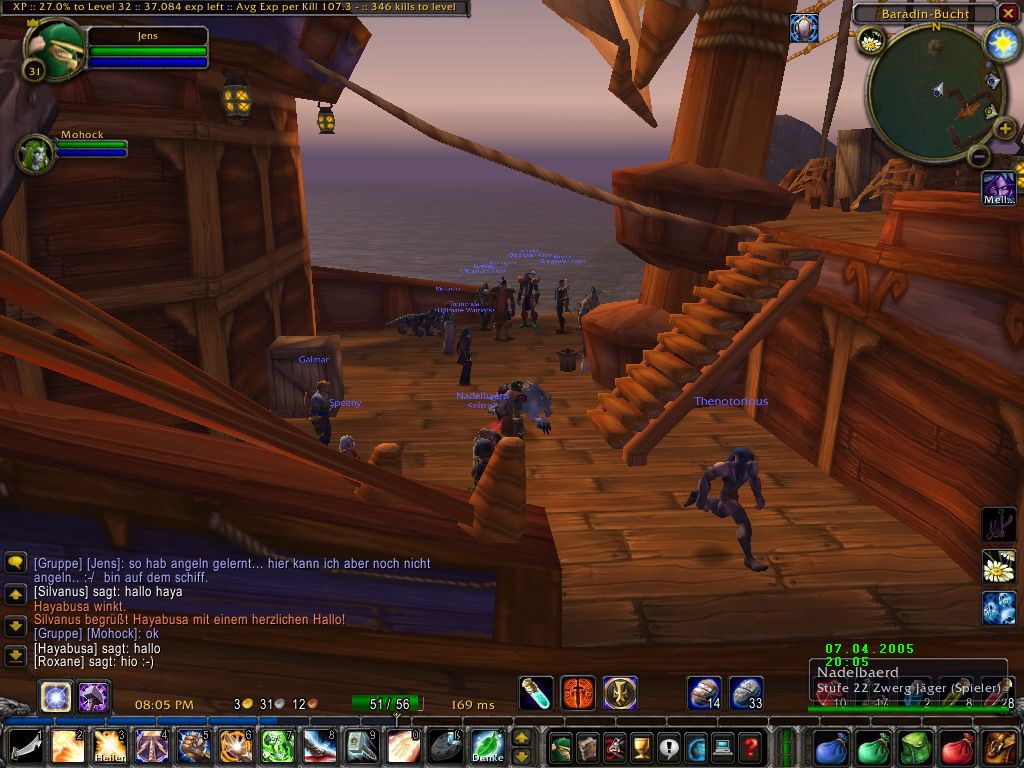 XP :: 27.0% to Level 32 :: 37,084 exp left :: Avg Exp per Kill 107.3 - :: 346 kills to level
Baradin-Bucht
N
Jens
31
Mohock
Mell
Galmar
Speeny
Nadelbaerd
Thenotorious
[Gruppe] [Jens]: so hab angeln gelernt... hier kann ich aber noch nicht
angeln.. :-/ bin auf dem schiff.
[Silvanus] sagt: hallo haya
Hayabusa winkt.
Silvanus begrüßt Hayabusa mit einem herzlichen Hallo!
[Gruppe] [Mohock]: ok
[Hayabusa] sagt: hallo
[Roxane] sagt: hio :-)
07.04.2005
20:05
Nadelbaerd
Stufe 22 Zwerg Jäger (Spieler)
08:05 PM
3 31 12
51 / 56
169 ms
14
33
28
Heilen
Danke